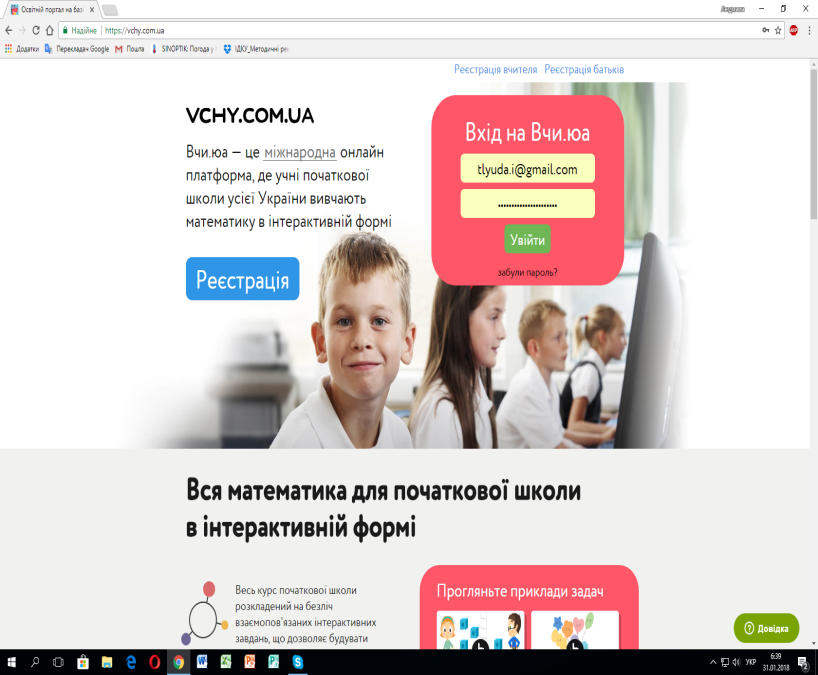 Освітній портал на базі
Людмила
Надійне
https://vchy.com.ua
Додатки
Перекладач Google
Пошта
SINOPTIK: Погода у
ІДКУ_Методичні рек
Реєстрація вчителя Реєстрація батьків
VCHY.COM.UA
Вчи.юа — це міжнародна онлайн
платформа, де учні початкової
школи усієї України вивчають
математику в інтерактивній формі
Реєстрація
Вхід на Вчи.юа
tlyuda.i@gmail.com
Увійти
забули пароль?
Вся математика для початкової школи
в інтерактивній формі
Весь курс початкової школи
розкладений на безліч
взаємопов'язаних інтерактивних
завдань, що дозволяє будувати
Прогляньте приклади задач
Довідка
УКР
6:39
31.01.2018